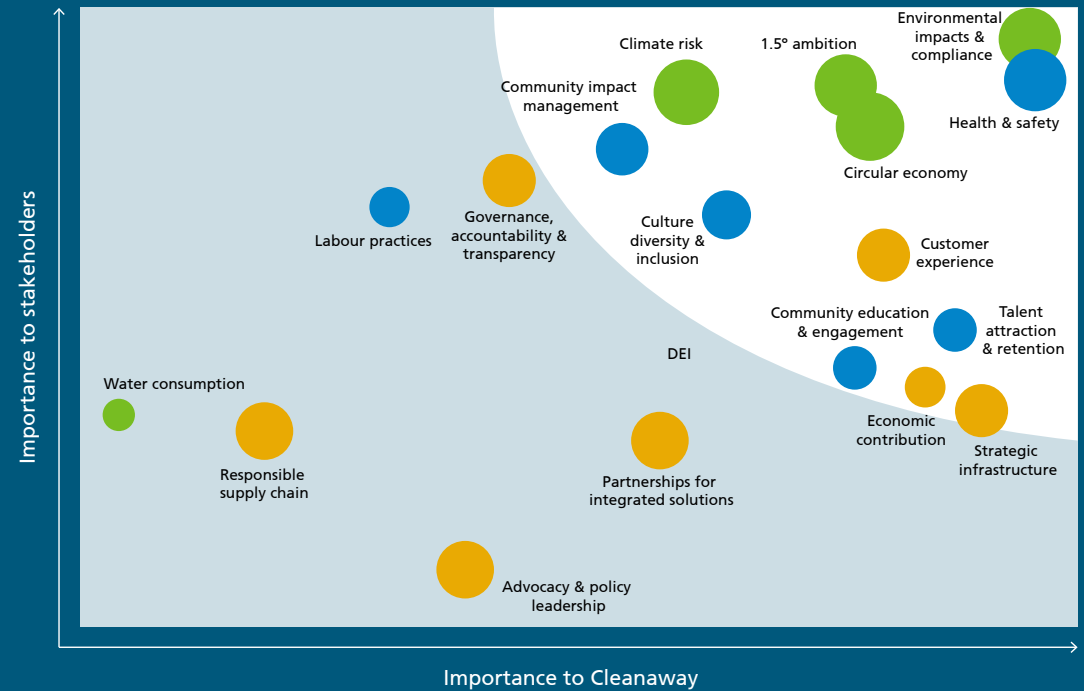 Environmental
impacts &
compliance
Climate risk
1.5° ambition
Community impact
management
Health & safety
Circular economy
Labour practices
Governance,
accountability &
transparency
Culture
diversity &
inclusion
Customer
experience
Community education
& engagement
Talent
attraction
& retention
DEI
Water consumption
Economic
contribution
Strategic
infrastructure
Responsible
supply chain
Partnerships for
integrated solutions
Advocacy & policy
leadership
Importance to stakeholders
Importance to Cleanaway